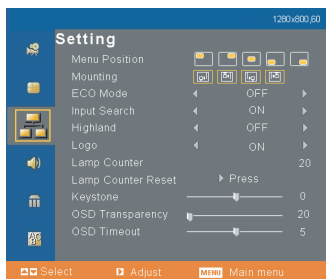 1280x800,60
Setting
Menu Position
Mounting
ECO Mode OFF
Input Search ON
Highland OFF
Logo ON
Lamp Counter 20
Lamp Counter Reset Press
Keystone 0
OSD Transparency 20
OSD Timeout 5
Select Adjust MENU Main menu